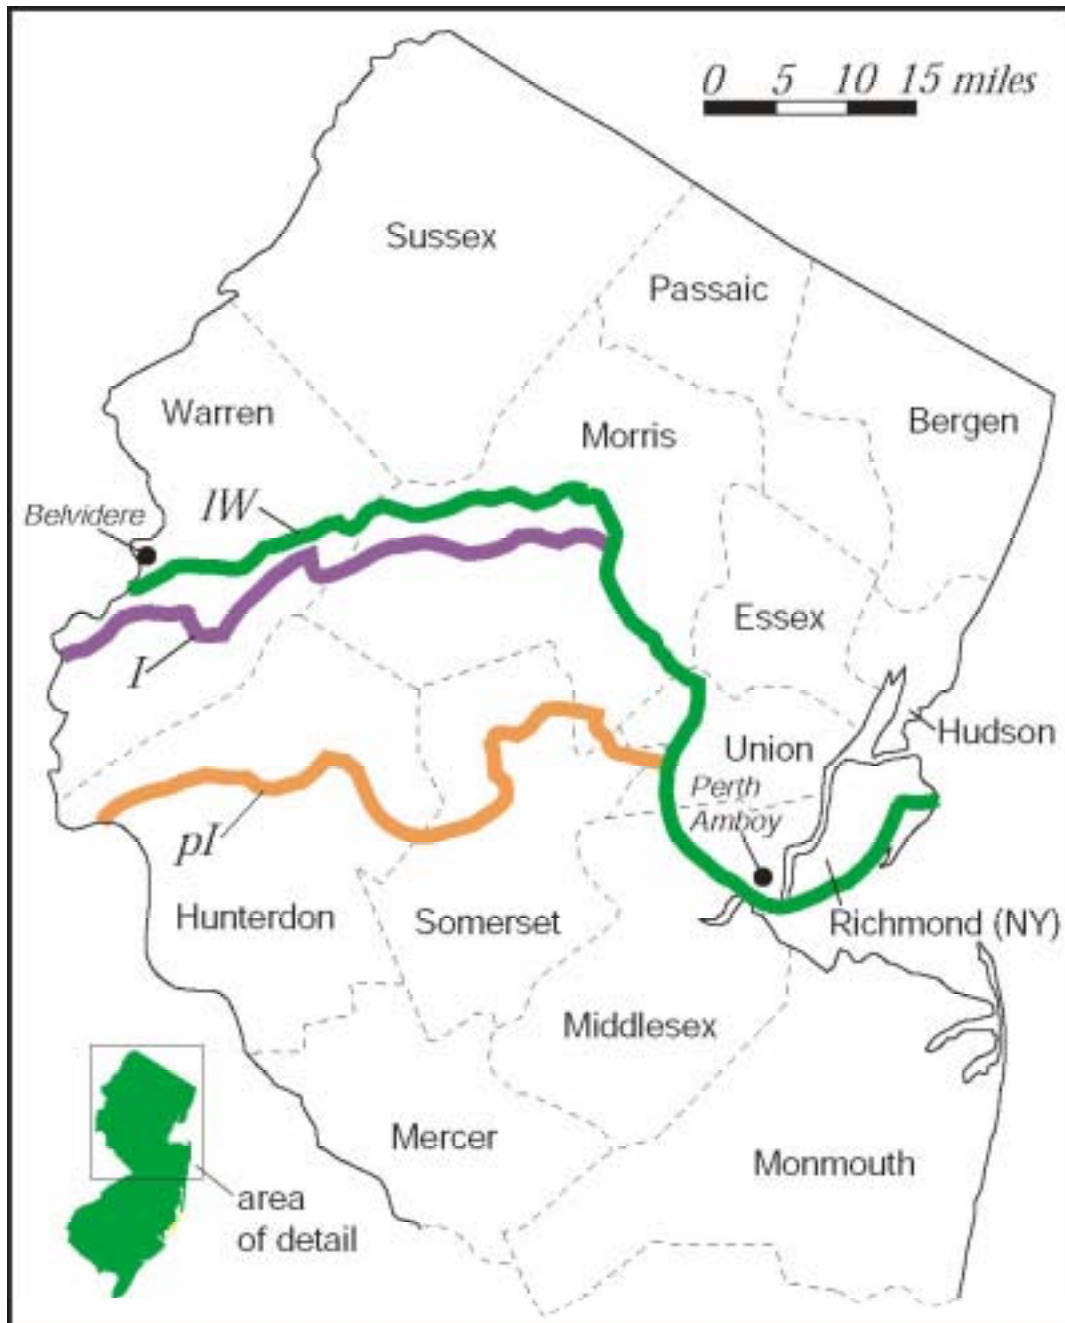 0 5 10 15 miles
Sussex
Passaic
Warren
Morris
Bergen
IW
Belvidere
Essex
I
Hudson
Union
Perth
Amboy
pI
Hunterdon
Somerset
Richmond (NY)
Middlesex
Mercer
Monmouth
area
of detail